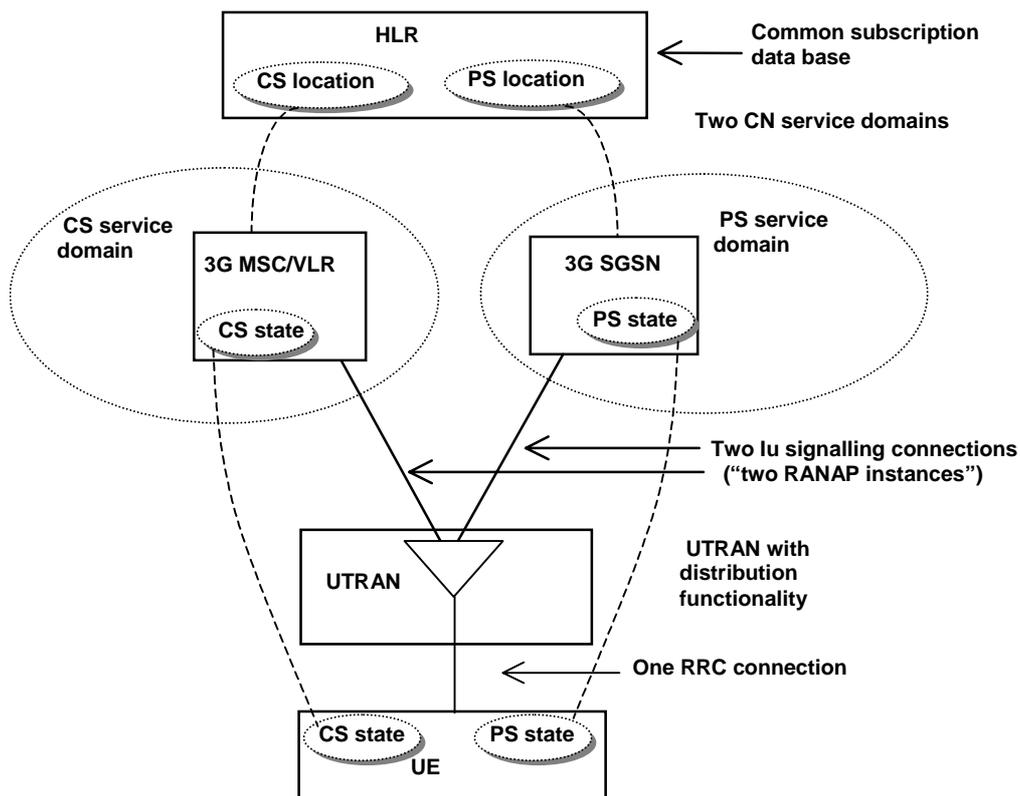 HLR
CS location
PS location
Common subscription
data base
Two CN service domains
CS service
domain
PS service
domain
3G MSC/VLR
3G SGSN
CS state
PS state
Two Iu signalling connections
(“two RANAP instances”)
UTRAN
UTRAN with
distribution
functionality
One RRC connection
CS state
PS state
UE